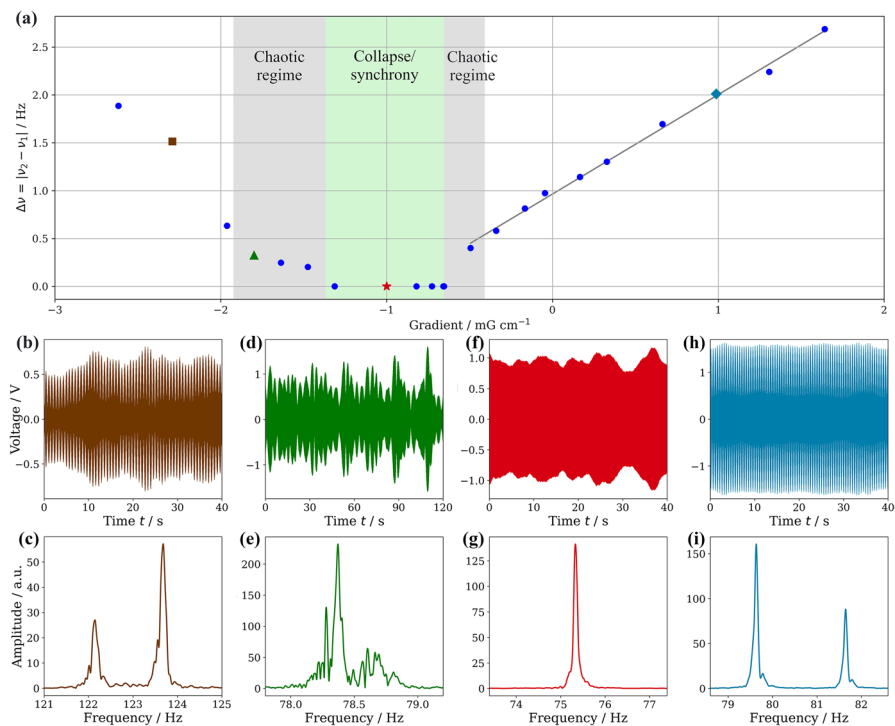 (a)
Chaotic
regime
Collapse/
synchrony
Chaotic
regime
2.5
2.0
1.5
1.0
0.5
0.0
Δν = |ν₂ − ν₁| / Hz
−3
−2
−1
0
1
2
Gradient / mG cm⁻¹
(b)
(d)
(f)
(h)
Voltage / V
0.5
0.0
−0.5
1
0
−1
1.0
0.5
0.0
−0.5
−1.0
1
0
−1
0 10 20 30 40
0 30 60 90 120
0 10 20 30 40
0 10 20 30 40
Time t / s
Time t / s
Time t / s
Time t / s
(c)
(e)
(g)
(i)
Amplitude / a.u.
50
40
30
20
10
0
200
150
100
50
0
125
100
75
50
25
0
150
100
50
0
121 122 123 124 125
78.0 78.5 79.0
74 75 76 77
79 80 81 82
Frequency / Hz
Frequency / Hz
Frequency / Hz
Frequency / Hz